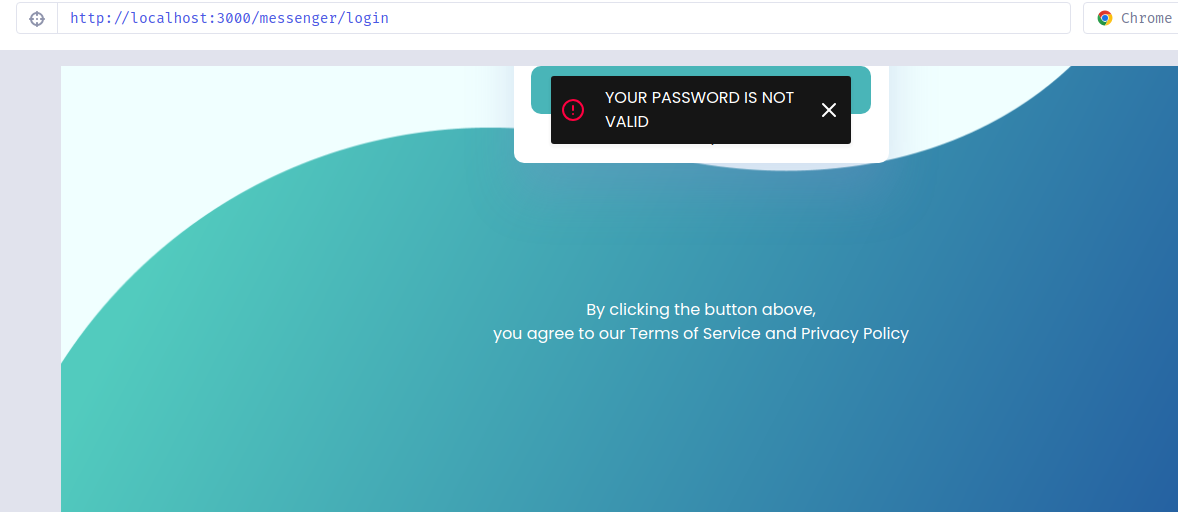 http://localhost:3000/messenger/login
Chrome
YOUR PASSWORD IS NOT
VALID
By clicking the button above,
you agree to our Terms of Service and Privacy Policy